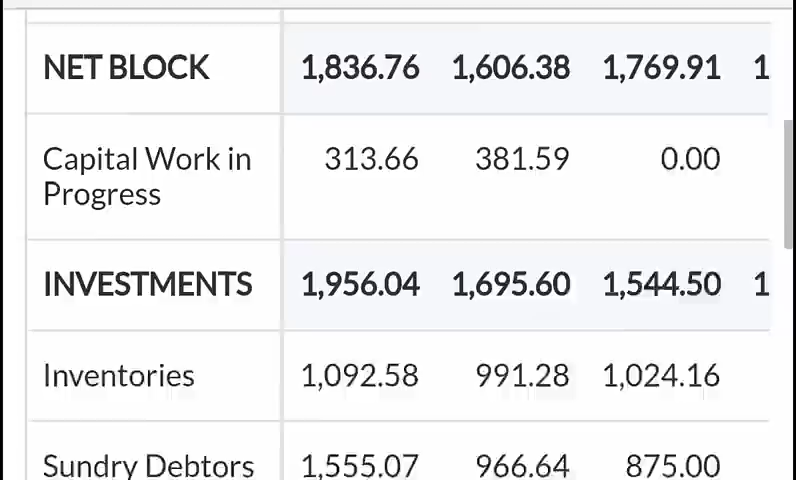 NET BLOCK 1,836.76 1,606.38 1,769.91 1
Capital Work in 313.66 381.59 0.00
Progress
INVESTMENTS 1,956.04 1,695.60 1,544.50 1
Inventories 1,092.58 991.28 1,024.16
Sundry Debtors 1,555.07 966.64 875.00